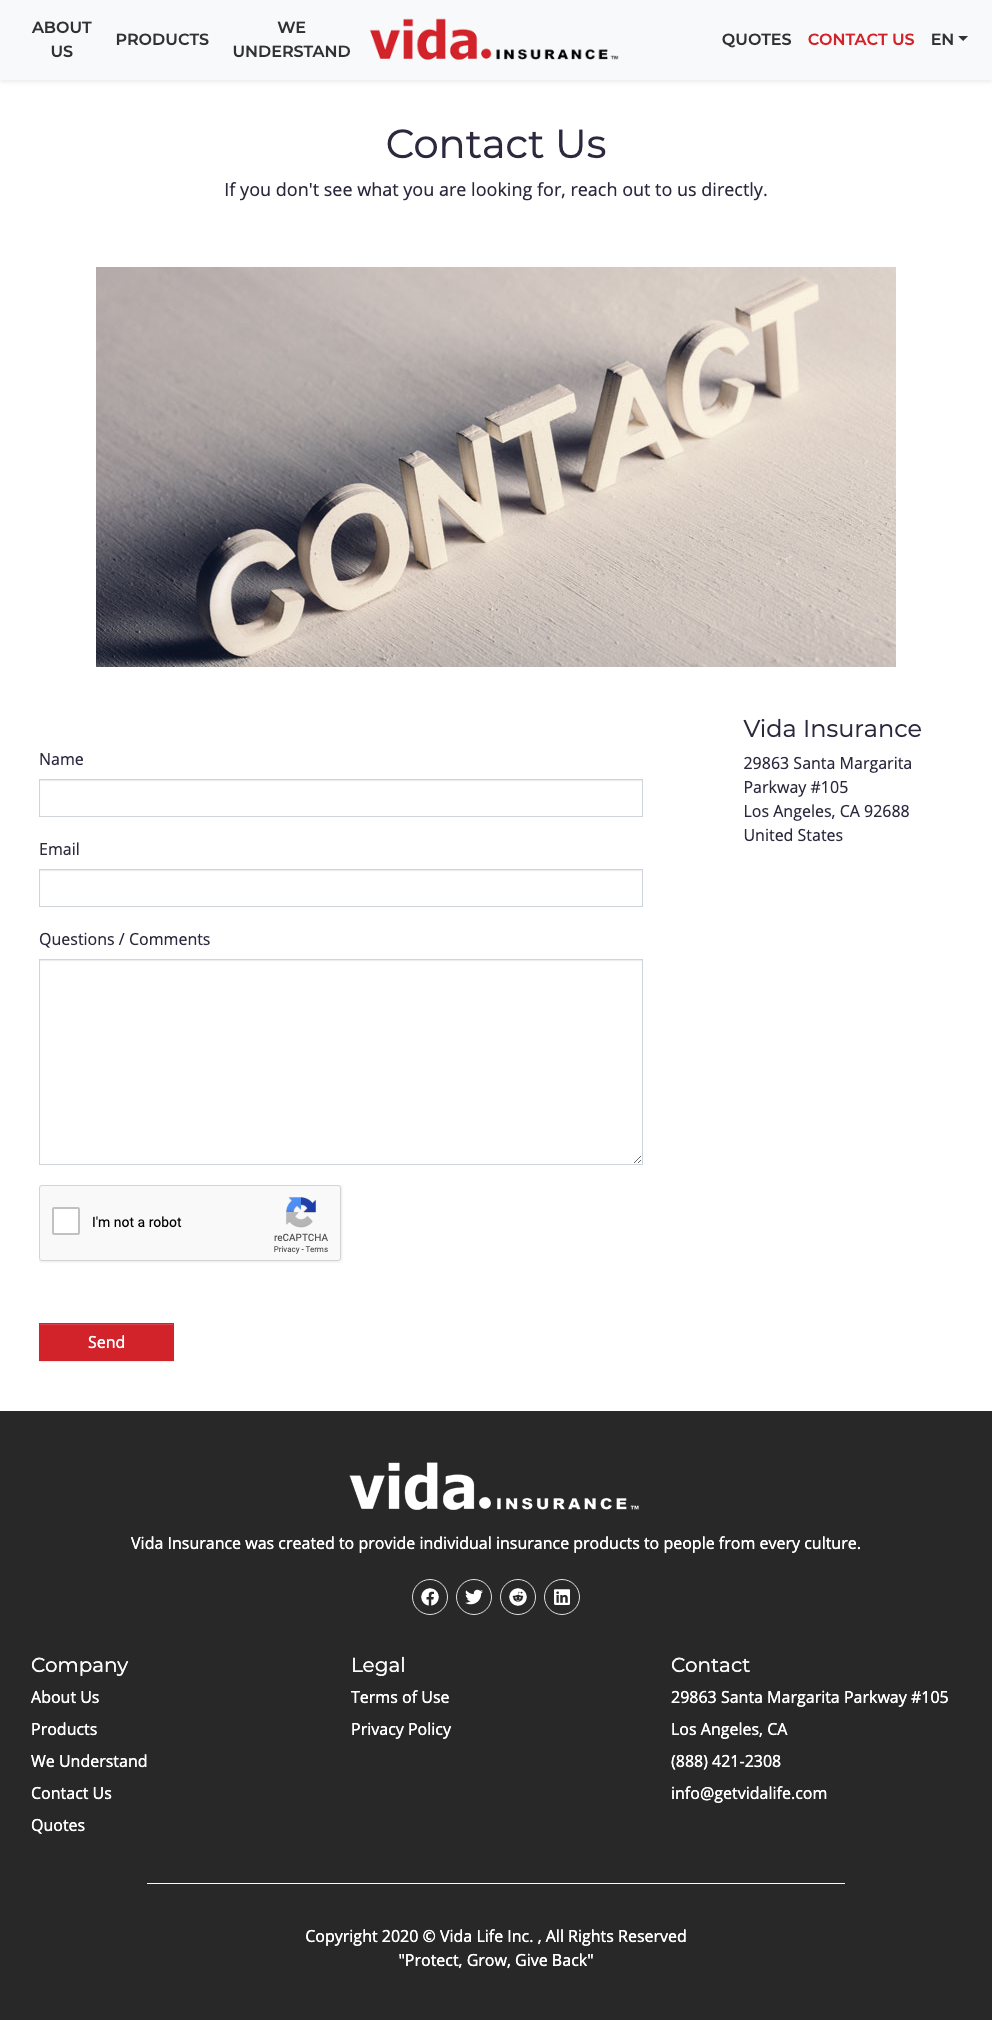 ABOUT
US
PRODUCTS
WE
UNDERSTAND
vida.INSURANCE™
QUOTES
CONTACT US
EN
Contact Us
If you don't see what you are looking for, reach out to us directly.
CONTACT
Name
Email
Questions / Comments
I'm not a robot
reCAPTCHA
Privacy - Terms
Send
Vida Insurance
29863 Santa Margarita
Parkway #105
Los Angeles, CA 92688
United States
vida.INSURANCE™
Vida Insurance was created to provide individual insurance products to people from every culture.
Company
About Us
Products
We Understand
Contact Us
Quotes
Legal
Terms of Use
Privacy Policy
Contact
29863 Santa Margarita Parkway #105
Los Angeles, CA
(888) 421-2308
info@getvidalife.com
Copyright 2020 © Vida Life Inc. , All Rights Reserved
"Protect, Grow, Give Back"